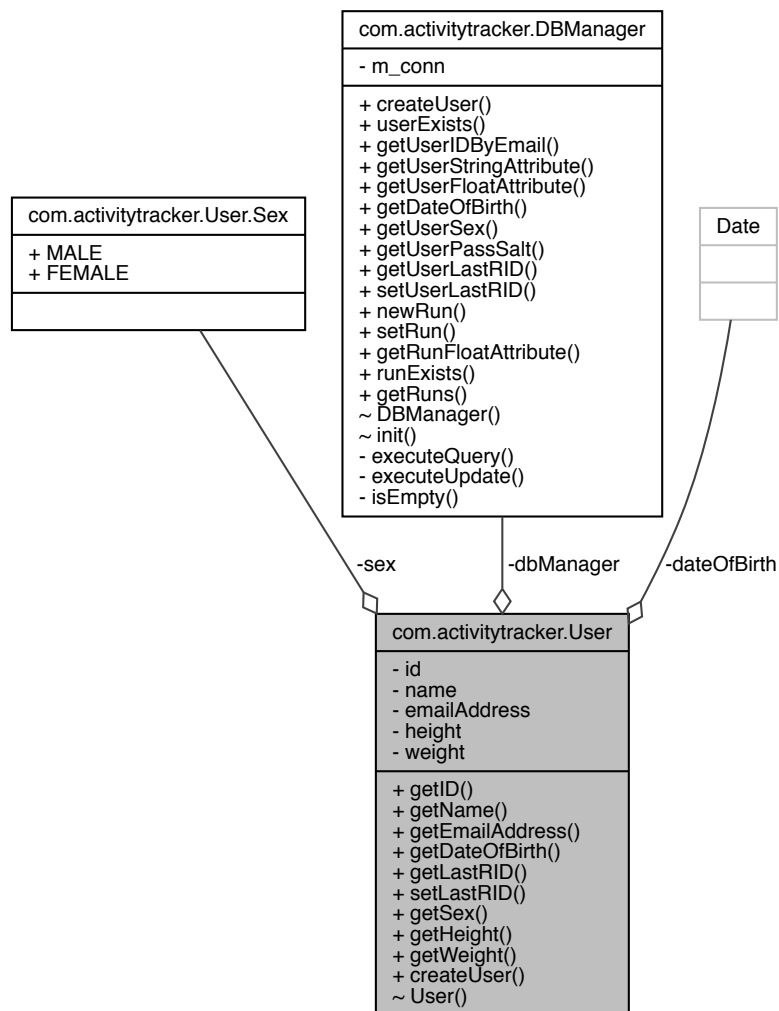 com.activitytracker.DBManager
- m_conn
+ createUser()
+ userExists()
+ getUserIDByEmail()
+ getUserStringAttribute()
+ getUserFloatAttribute()
+ getDateOfBirth()
+ getUserSex()
+ getUserPassSalt()
+ getUserLastRID()
+ setUserLastRID()
+ newRun()
+ setRun()
+ getRunFloatAttribute()
+ runExists()
+ getRuns()
~ DBManager()
~ init()
- executeQuery()
- executeUpdate()
- isEmpty()
com.activitytracker.User.Sex
+ MALE
+ FEMALE
Date
-sex
-dbManager
-dateOfBirth
com.activitytracker.User
- id
- name
- emailAddress
- height
- weight
+ getID()
+ getName()
+ getEmailAddress()
+ getDateOfBirth()
+ getLastRID()
+ setLastRID()
+ getSex()
+ getHeight()
+ getWeight()
+ createUser()
~ User()